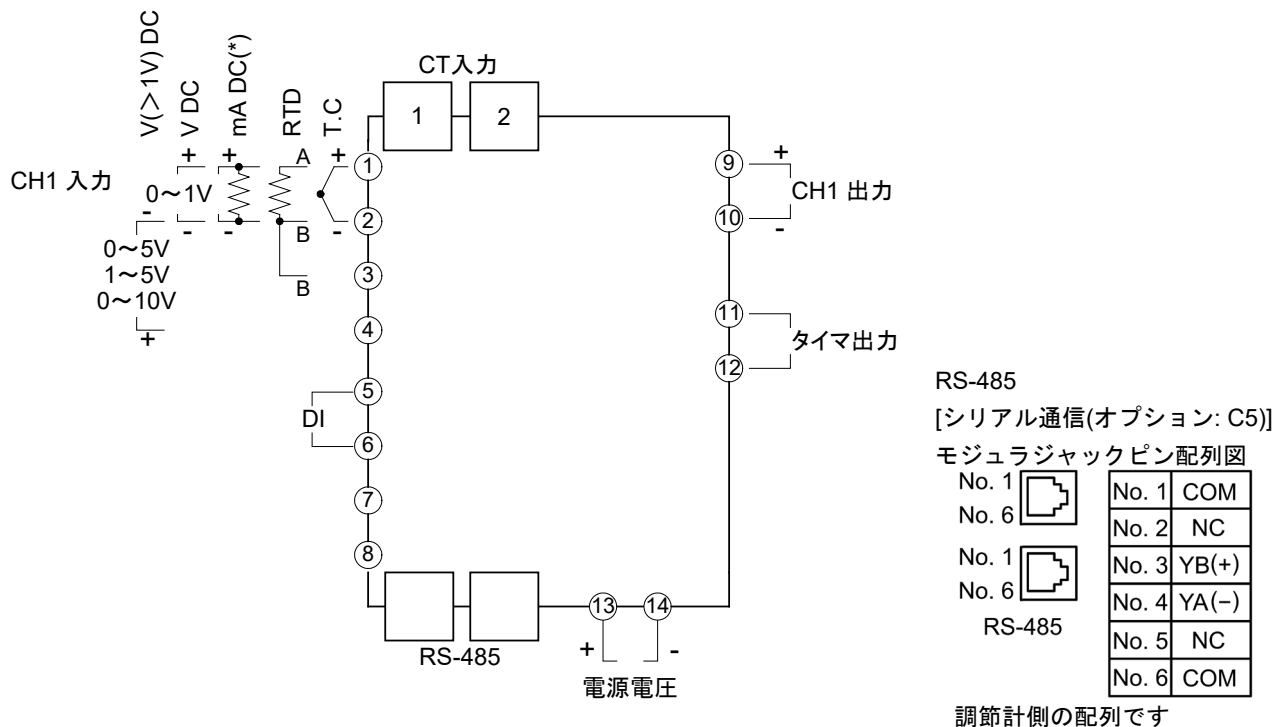 V(>1V) DC
V DC
mA DC(*)
RTD
T.C
CH1 入力
+
+
A
+
0～1V
-
-
-
B
-
B
0～5V
1～5V
0～10V
+
CT入力
1
2
1
2
3
4
5
6
DI
7
8
RS-485
9
10
+
CH1 出力
-
11
12
タイマ出力
13
14
+
-
電源電圧
RS-485
[シリアル通信(オプション: C5)]
モジュラジャックピン配列図
No. 1
No. 6
No. 1
No. 6
RS-485
No. 1 COM
No. 2 NC
No. 3 YB(+)
No. 4 YA(−)
No. 5 NC
No. 6 COM
調節計側の配列です